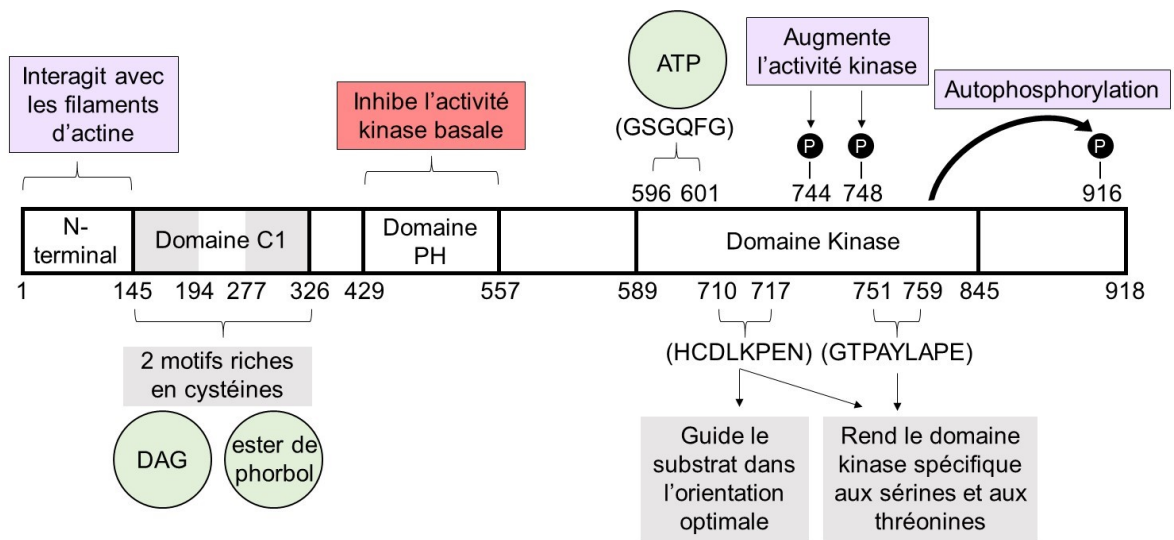 Interagit avec
les filaments
d’actine
Inhibe l’activité
kinase basale
ATP
(GSGQFG)
Augmente
l’activité kinase
Autophosphorylation
P
P
P
596 601
744 748
916
N-
terminal
Domaine C1
Domaine
PH
Domaine Kinase
1 145 194 277 326 429 557 589 710 717 751 759 845 918
2 motifs riches
en cystéines
DAG
ester de
phorbol
(HCDLKPEN) (GTPAYLAPE)
Guide le
substrat dans
l’orientation
optimale
Rend le domaine
kinase spécifique
aux sérines et aux
thréonines